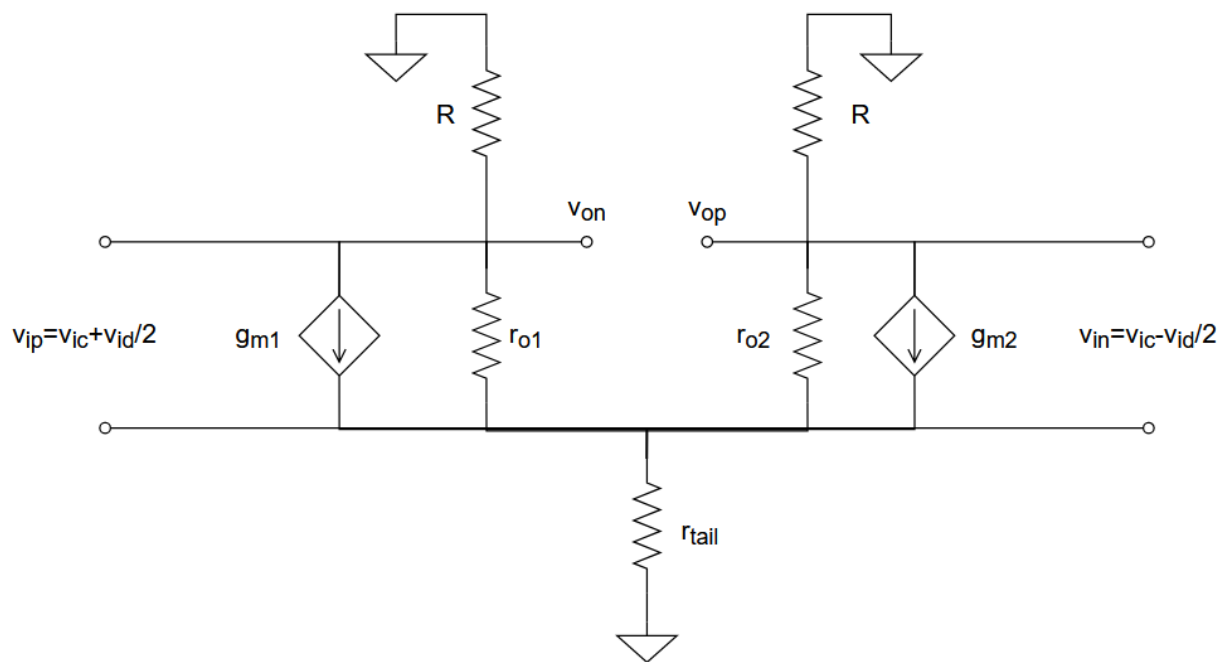 R
R
von
vop
vip=vic+vid/2
gm1
ro1
ro2
gm2
vin=vic-vid/2
rtail